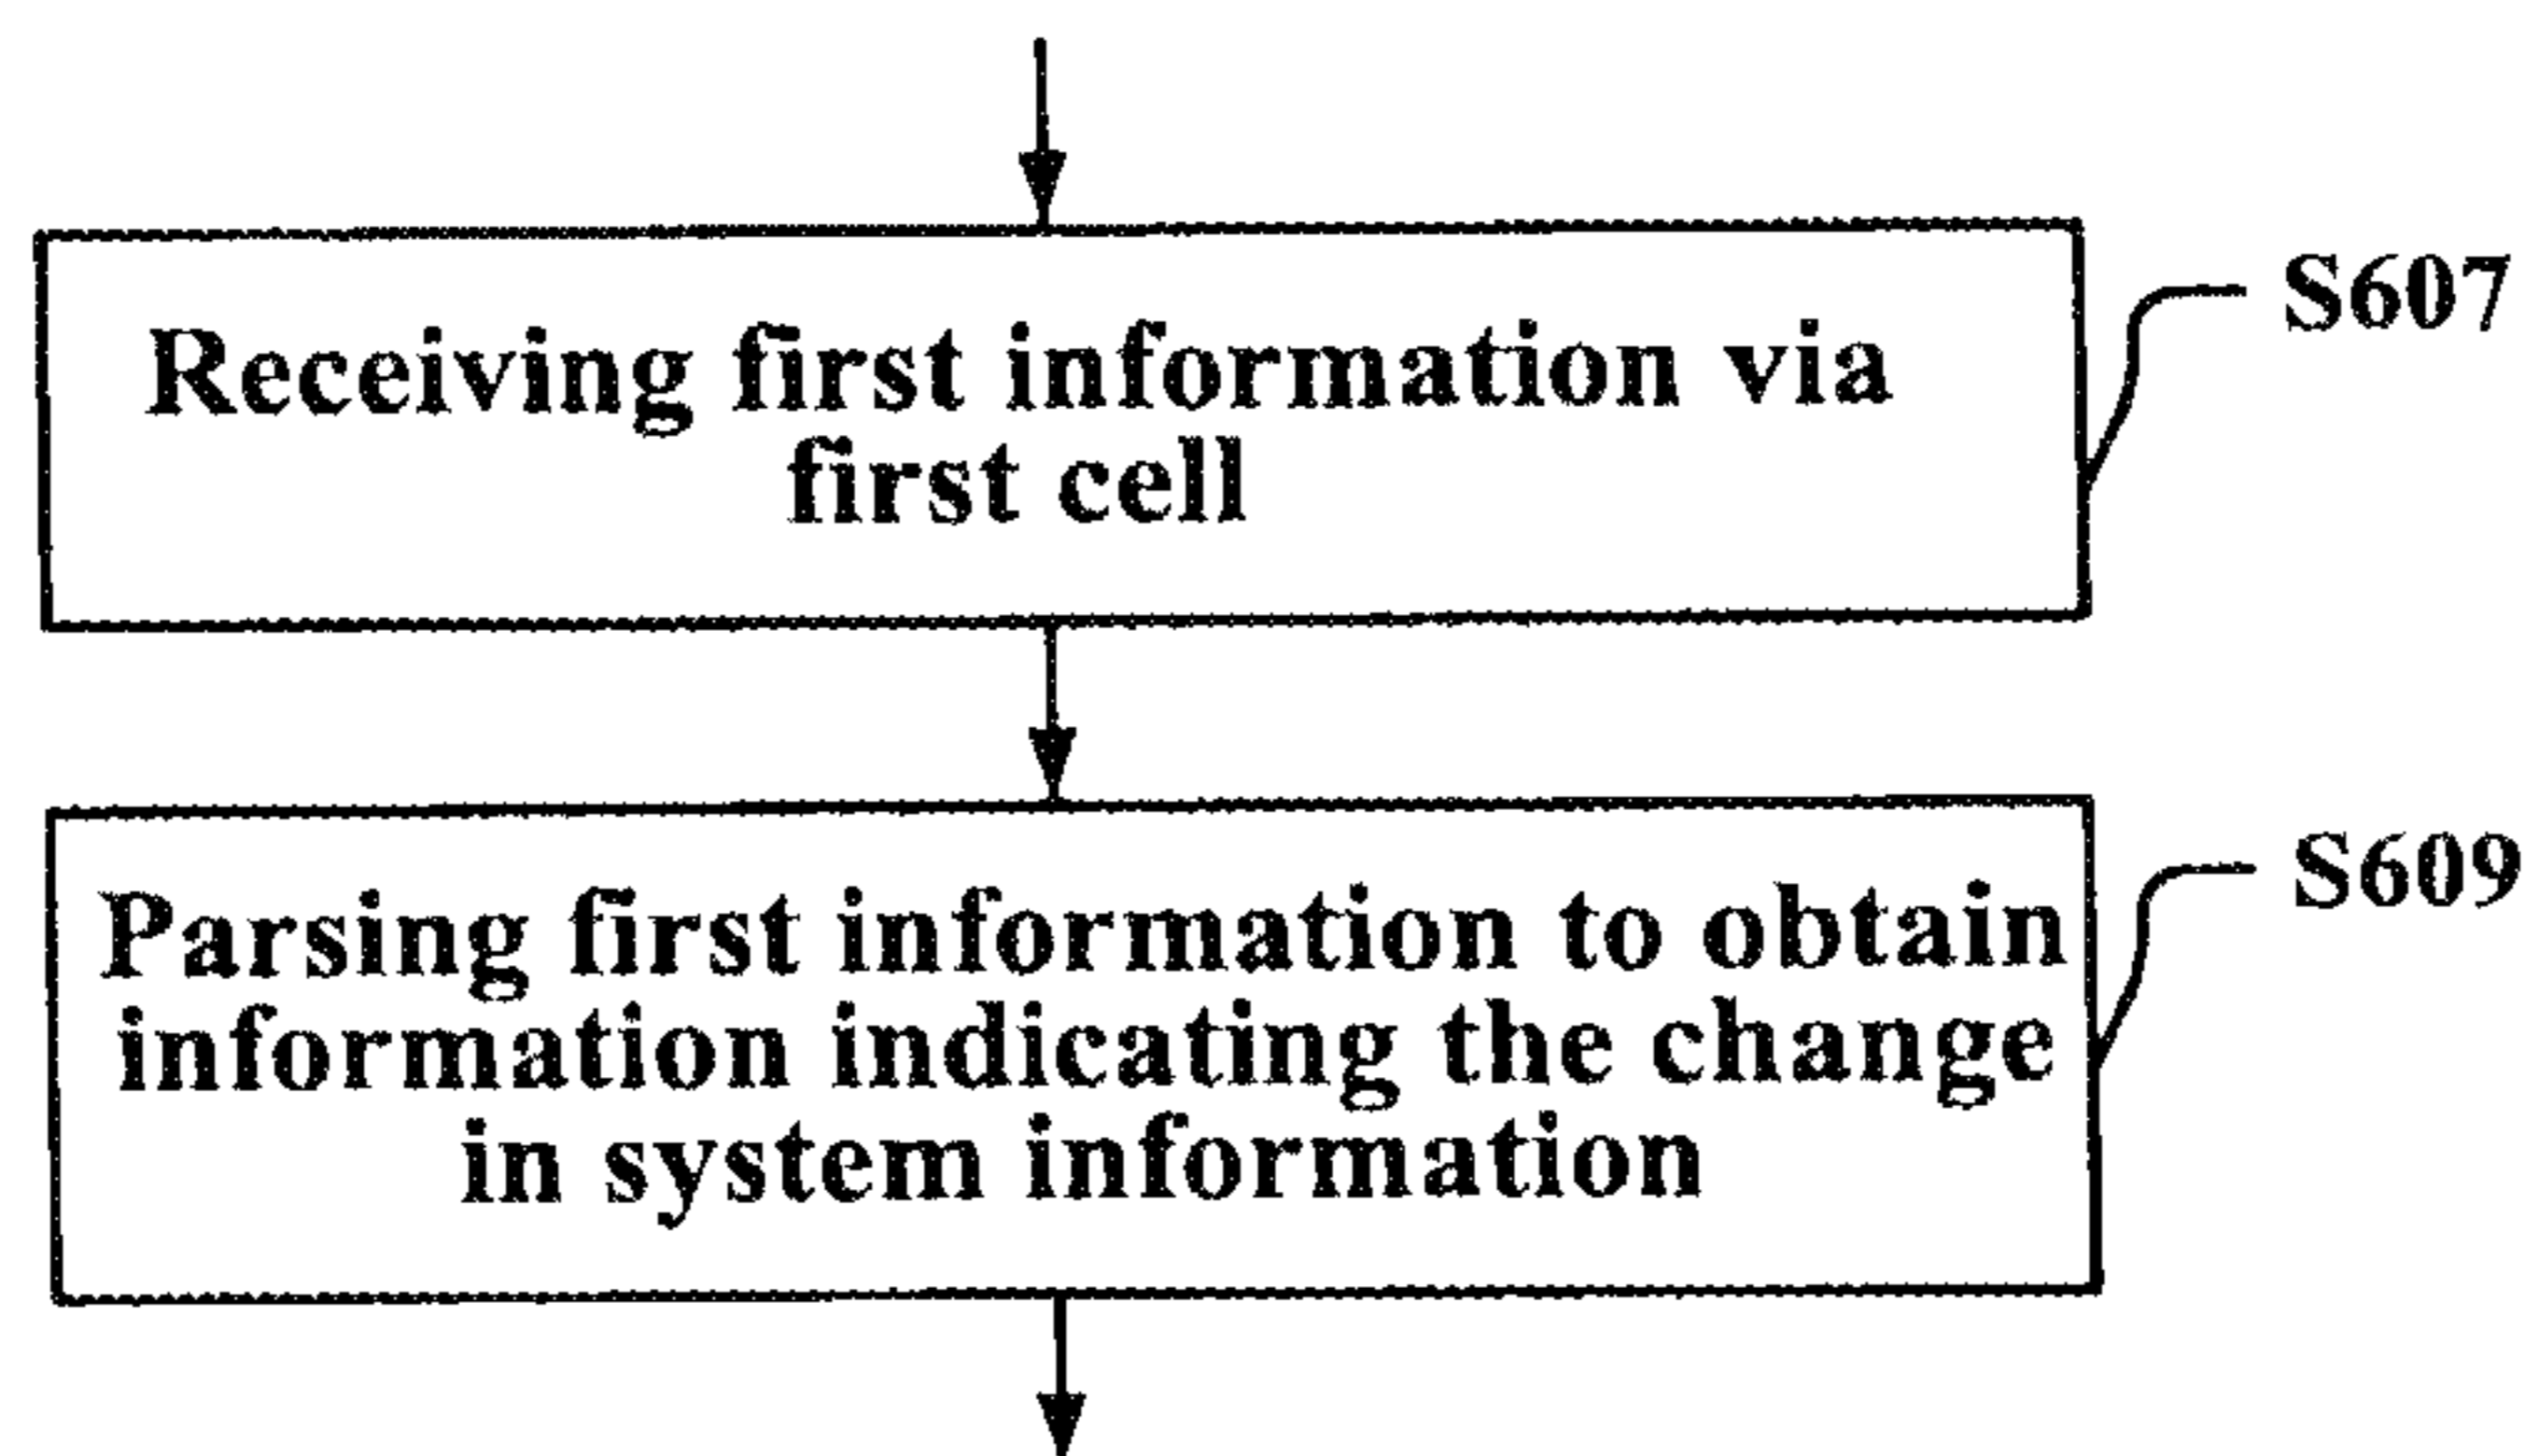 Receiving first information via
first cell
S607
Parsing first information to obtain
information indicating the change
in system information
S609